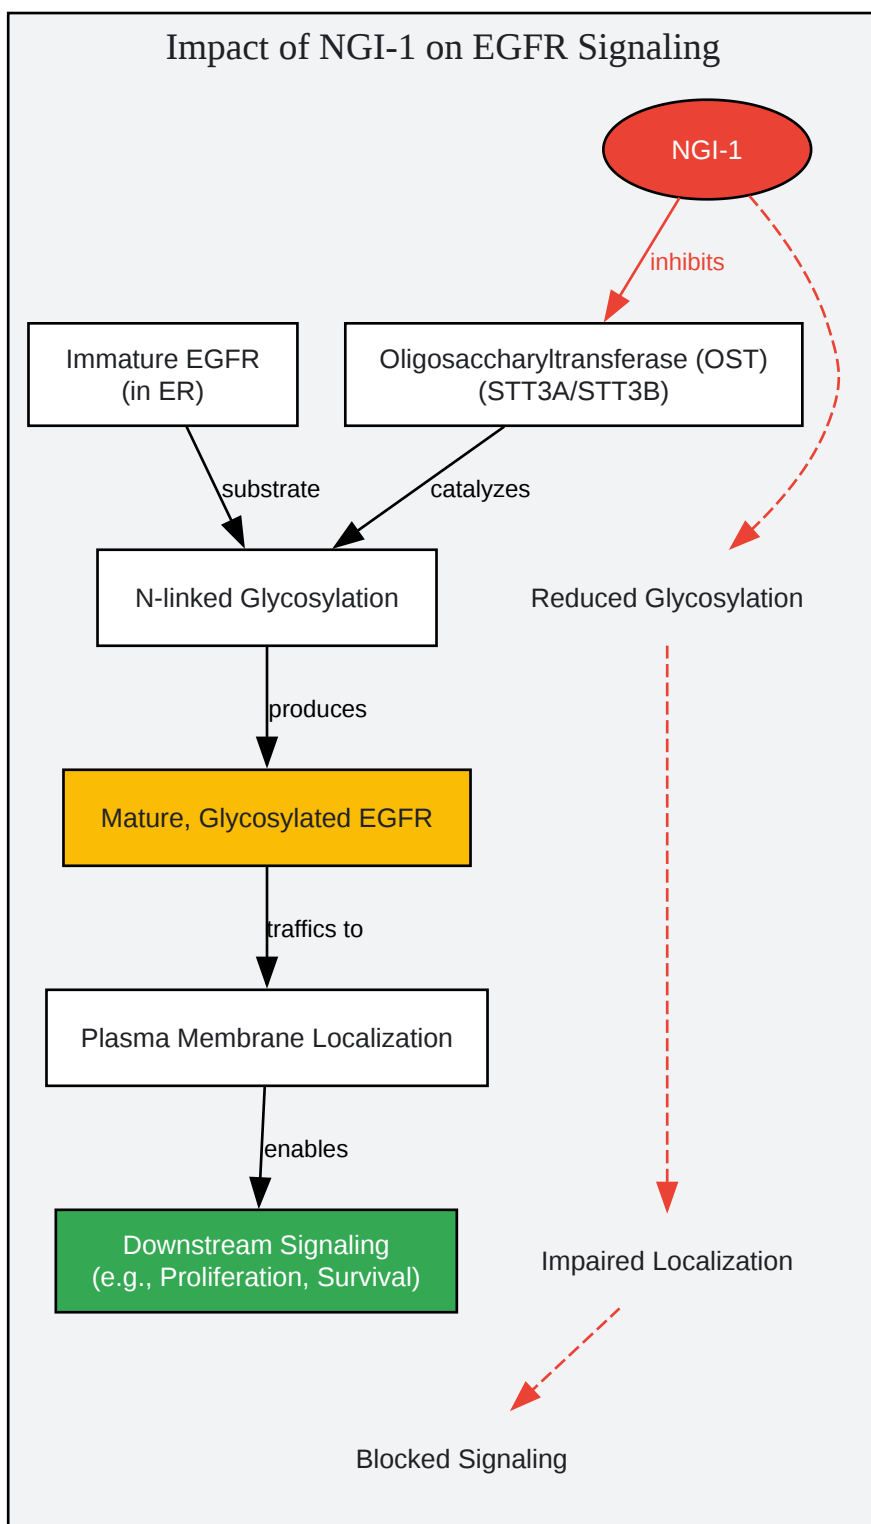 Impact of NGI-1 on EGFR Signaling
NGI-1
inhibits
Immature EGFR
(in ER)
Oligosaccharyltransferase (OST)
(STT3A/STT3B)
substrate
catalyzes
N-linked Glycosylation
Reduced Glycosylation
produces
Mature, Glycosylated EGFR
traffics to
Plasma Membrane Localization
enables
Downstream Signaling
(e.g., Proliferation, Survival)
Impaired Localization
Blocked Signaling